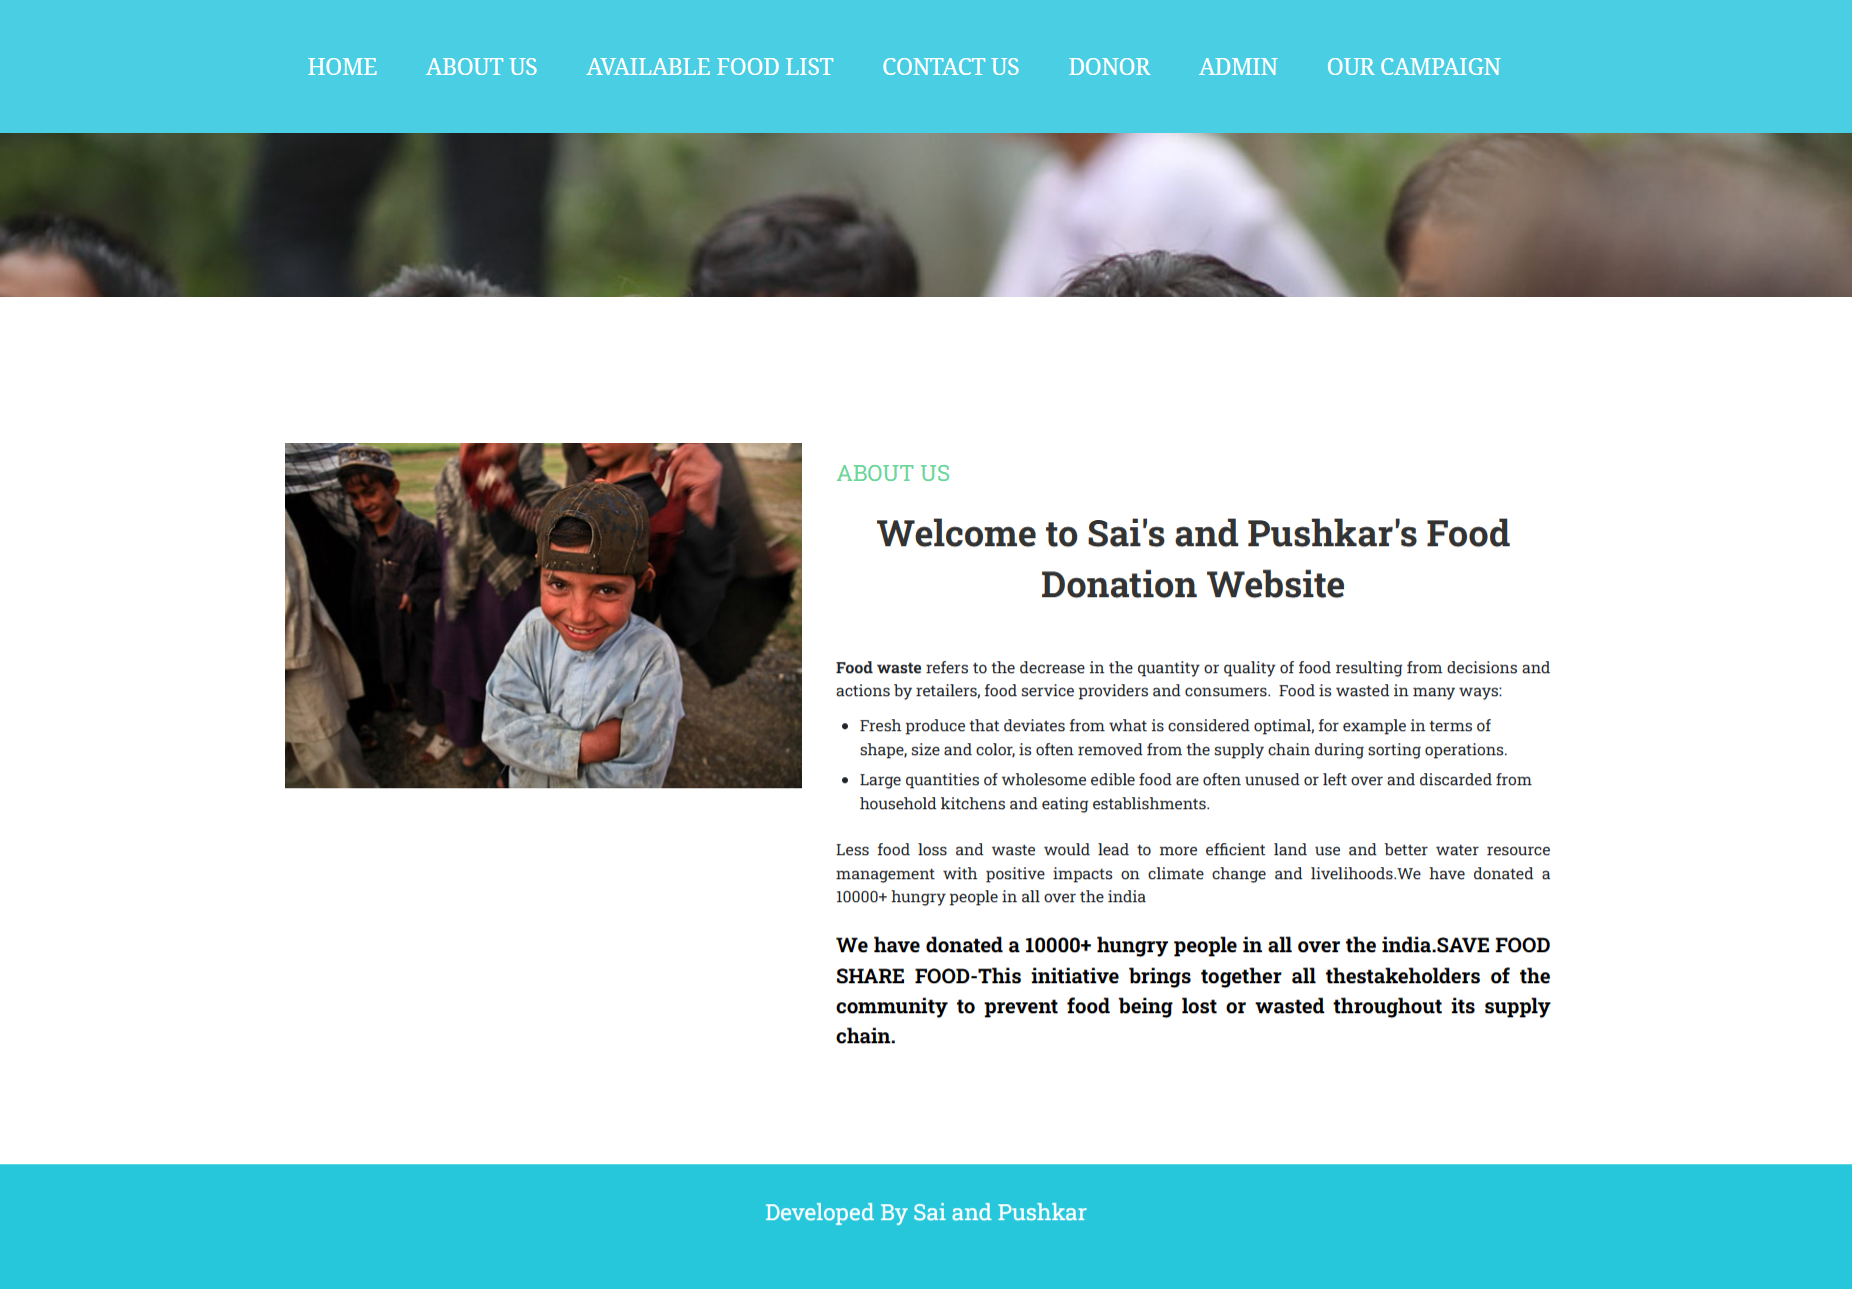 HOME ABOUT US AVAILABLE FOOD LIST CONTACT US DONOR ADMIN OUR CAMPAIGN
ABOUT US
Welcome to Sai's and Pushkar's Food
Donation Website
Food waste refers to the decrease in the quantity or quality of food resulting from decisions and
actions by retailers, food service providers and consumers.  Food is wasted in many ways:
• Fresh produce that deviates from what is considered optimal, for example in terms of
shape, size and color, is often removed from the supply chain during sorting operations.
• Large quantities of wholesome edible food are often unused or left over and discarded from
household kitchens and eating establishments.
Less food loss and waste would lead to more efficient land use and better water resource
management with positive impacts on climate change and livelihoods.We have donated a
10000+ hungry people in all over the india
We have donated a 10000+ hungry people in all over the india.SAVE FOOD
SHARE FOOD-This initiative brings together all thestakeholders of the
community to prevent food being lost or wasted throughout its supply
chain.
Developed By Sai and Pushkar